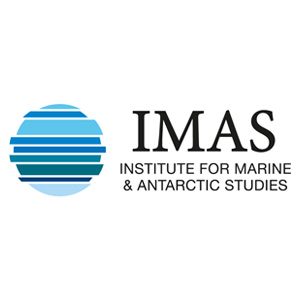 IMAS
INSTITUTE FOR MARINE
& ANTARCTIC STUDIES